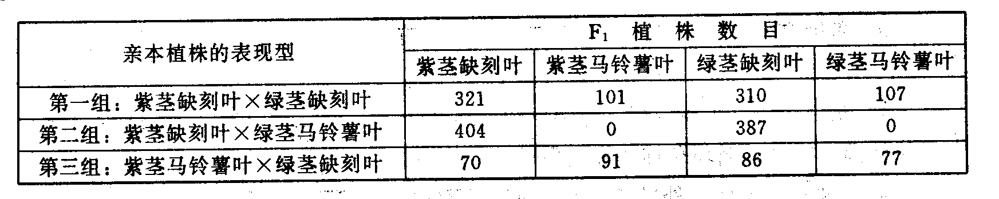 亲本植株的表现型 F₁ 植 株 数 目
紫茎缺刻叶 紫茎马铃薯叶 绿茎缺刻叶 绿茎马铃薯叶
第一组：紫茎缺刻叶×绿茎缺刻叶 321 101 310 107
第二组：紫茎缺刻叶×绿茎马铃薯叶 404 0 387 0
第三组：紫茎马铃薯叶×绿茎缺刻叶 70 91 86 77